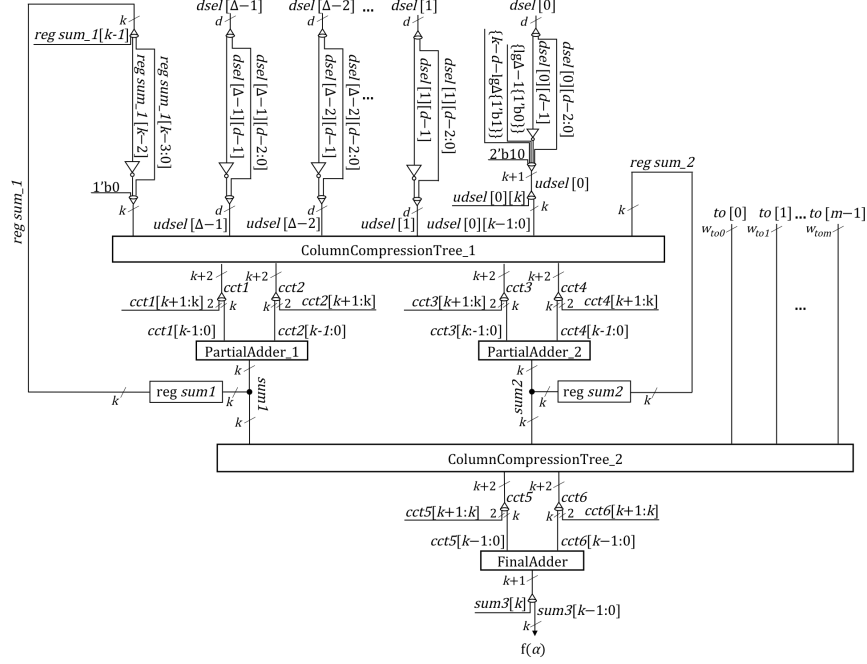 dsel [Δ−1] dsel [Δ−2] ... dsel [1] dsel [0]
k d d d d
reg sum_1[k-1]
reg sum_1[k−2]
reg sum_1[k−3:0]
dsel [Δ−1][d−1]
dsel [Δ−1][d−2:0]
dsel [Δ−2][d−1]
dsel [Δ−2][d−2:0]
...
dsel [1][d−1]
dsel [1][d−2:0]
{k−d−lgΔ{1'b1}}
{lgΔ−1{1'b0}}
dsel [0][d−1]
dsel [0][d−2:0]
reg sum_1
2'b10
k+1
1'b0
udsel [0]
udsel [0][k]
reg sum_2
k d d d k k
udsel [Δ−1] udsel [Δ−2] udsel [1] udsel [0][k-1:0]
to [0] to [1] ... to [m−1]
w_to0 w_to1 w_tom
...
ColumnCompressionTree_1
k+2 k+2 k+2 k+2
cct1 cct2 cct3 cct4
cct1[k+1:k] 2 k k 2 cct2[k+1:k] cct3[k+1:k] 2 k k 2 cct4[k+1:k]
cct1[k-1:0] cct2[k-1:0] cct3[k-1:0] cct4[k-1:0]
PartialAdder_1 PartialAdder_2
k k
k reg sum1 k sum1 sum2 k reg sum2 k
k k
ColumnCompressionTree_2
k+2 k+2
cct5 cct6
cct5[k+1:k] 2 k k 2 cct6[k+1:k]
cct5[k−1:0] cct6[k−1:0]
FinalAdder
k+1
sum3[k]
sum3[k−1:0]
k
f(α)